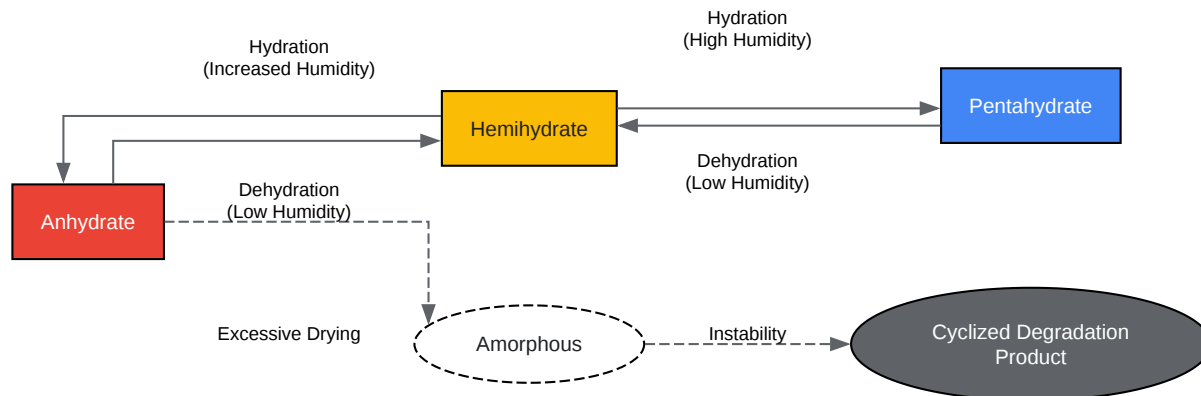 Hydration
(Increased Humidity)
Hydration
(High Humidity)
Hemihydrate
Pentahydrate
Dehydration
(Low Humidity)
Anhydrate
Dehydration
(Low Humidity)
Excessive Drying
Amorphous
Instability
Cyclized Degradation
Product